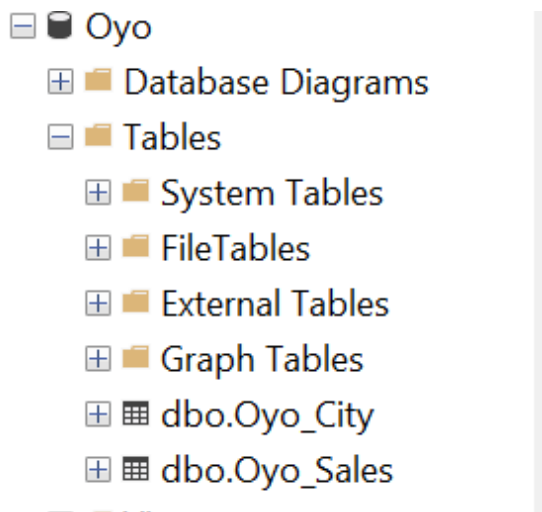 Oyo
Database Diagrams
Tables
System Tables
FileTables
External Tables
Graph Tables
dbo.Oyo_City
dbo.Oyo_Sales